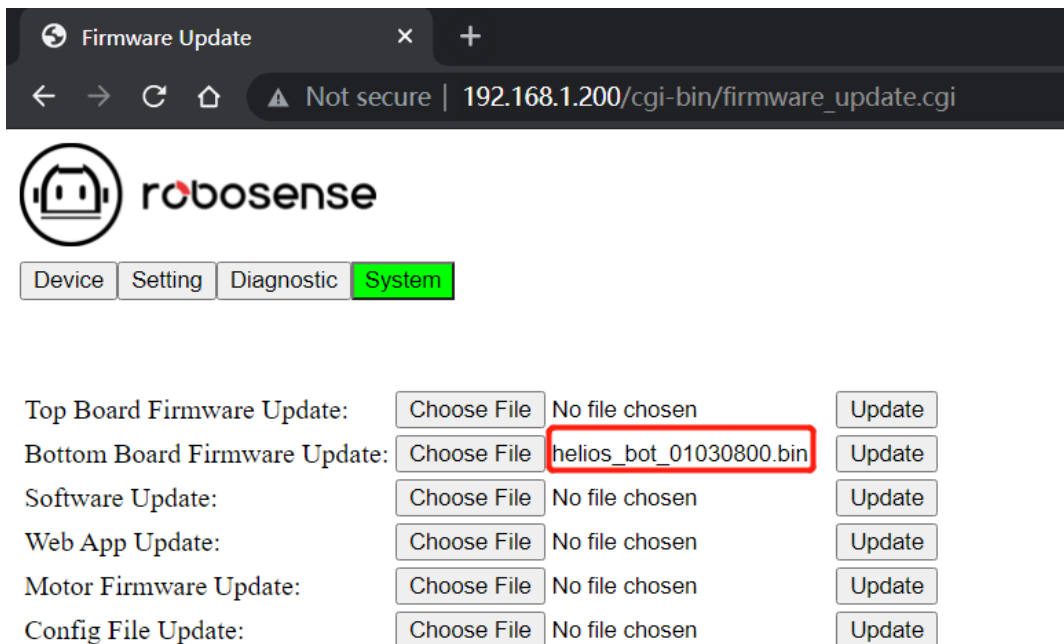 Firmware Update
Not secure | 192.168.1.200/cgi-bin/firmware_update.cgi
robosense
Device Setting Diagnostic System
Top Board Firmware Update: Choose File No file chosen Update
Bottom Board Firmware Update: Choose File helios_bot_01030800.bin Update
Software Update: Choose File No file chosen Update
Web App Update: Choose File No file chosen Update
Motor Firmware Update: Choose File No file chosen Update
Config File Update: Choose File No file chosen Update